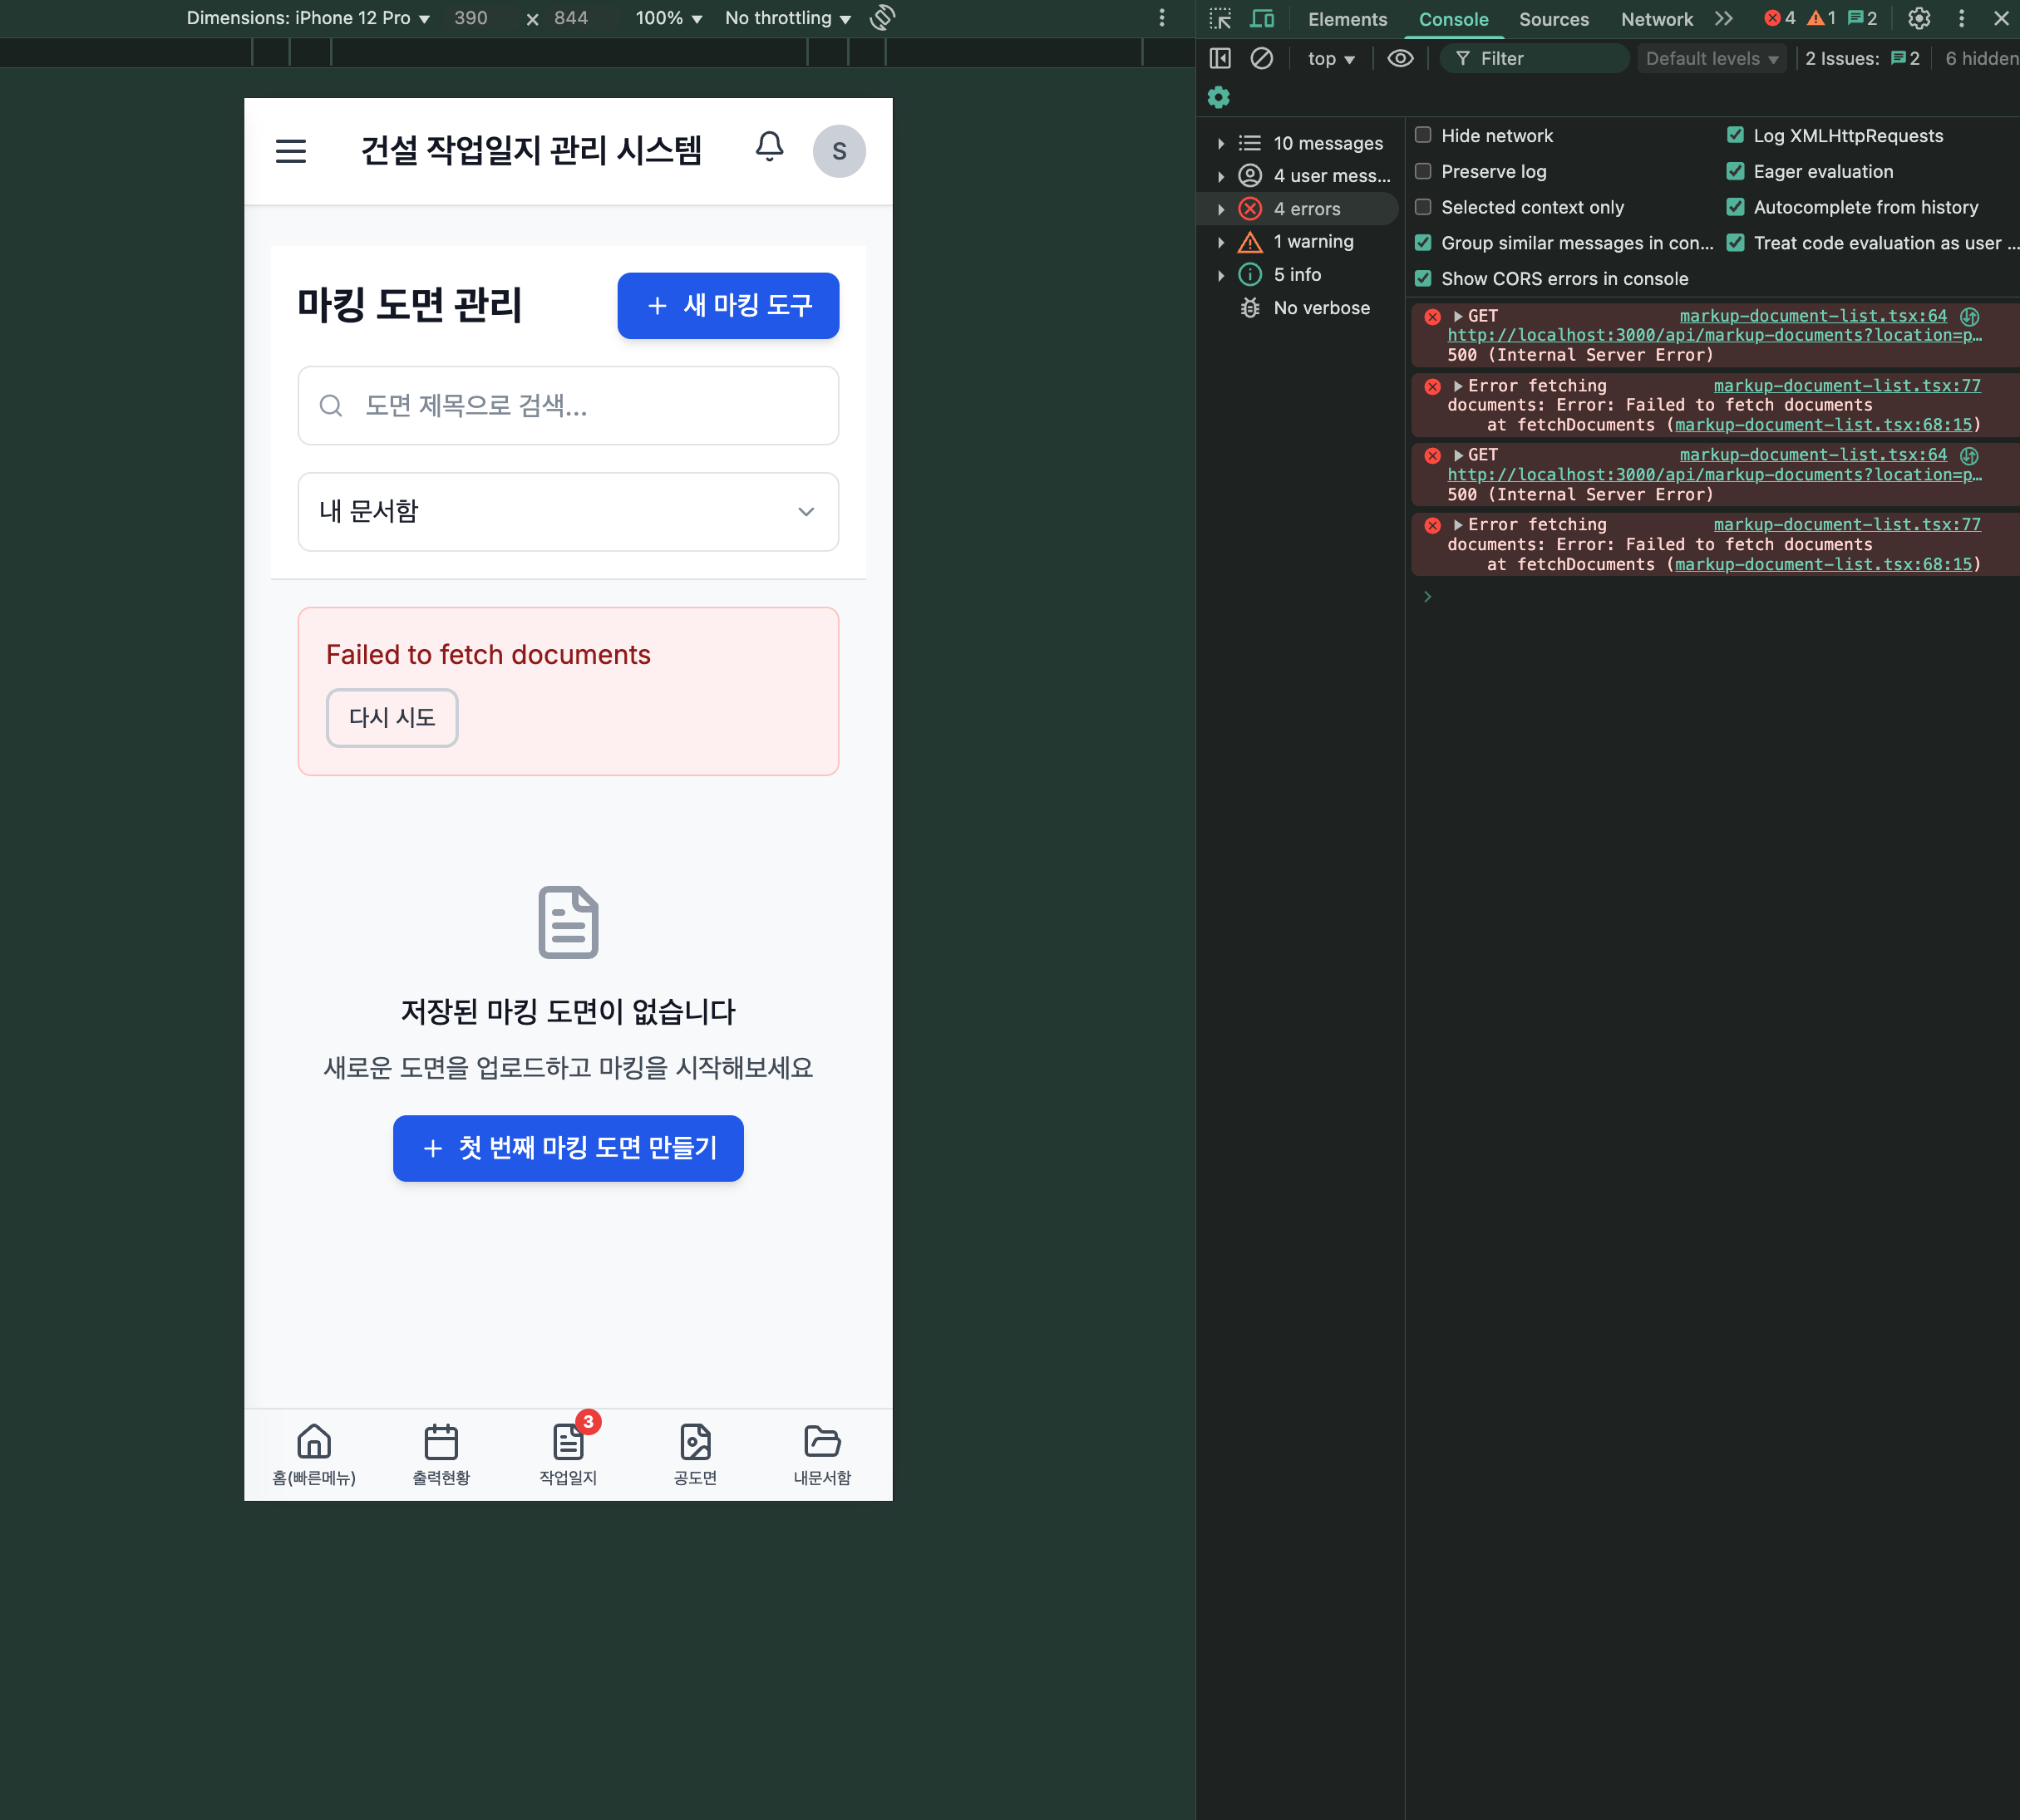 Dimensions: iPhone 12 Pro 390 x 844 100% No throttling
건설 작업일지 관리 시스템 S
마킹 도면 관리
+ 새 마킹 도구
도면 제목으로 검색...
내 문서함
Failed to fetch documents
다시 시도
저장된 마킹 도면이 없습니다
새로운 도면을 업로드하고 마킹을 시작해보세요
+ 첫 번째 마킹 도면 만들기
홈(빠른메뉴)
출력현황
3
작업일지
공도면
내문서함
Elements Console Sources Network 4 1 2
top Filter Default levels 2 Issues: 2 6 hidden
10 messages
4 user mess...
4 errors
1 warning
5 info
No verbose
Hide network
Log XMLHttpRequests
Preserve log
Eager evaluation
Selected context only
Autocomplete from history
Group similar messages in con...
Treat code evaluation as user ...
Show CORS errors in console
GET markup-document-list.tsx:64
http://localhost:3000/api/markup-documents?location=p...
500 (Internal Server Error)
Error fetching markup-document-list.tsx:77
documents: Error: Failed to fetch documents
at fetchDocuments (markup-document-list.tsx:68:15)
GET markup-document-list.tsx:64
http://localhost:3000/api/markup-documents?location=p...
500 (Internal Server Error)
Error fetching markup-document-list.tsx:77
documents: Error: Failed to fetch documents
at fetchDocuments (markup-document-list.tsx:68:15)